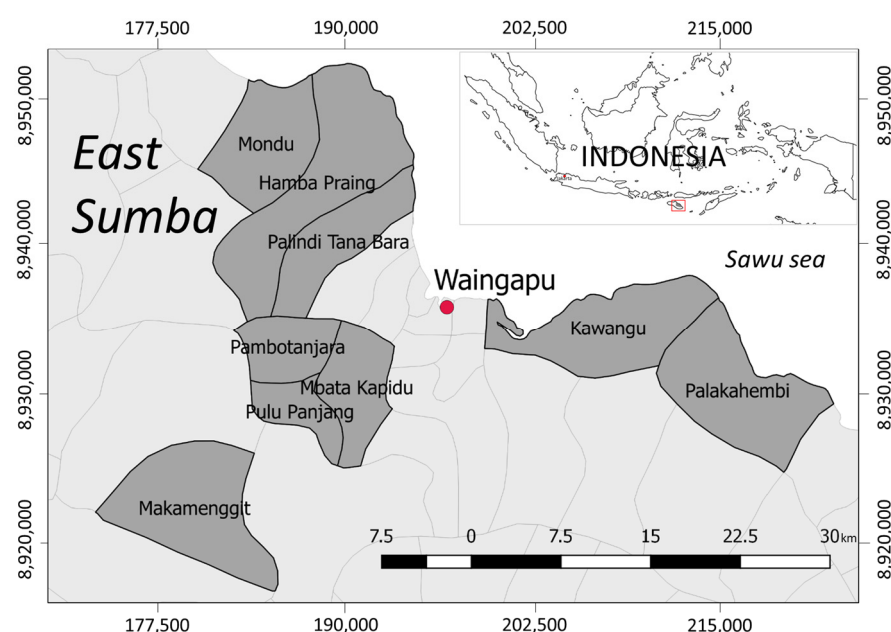 177,500 190,000 202,500 215,000
8,950,000
8,950,000
8,940,000
8,940,000
8,930,000
8,930,000
8,920,000
8,920,000
East
Sumba
INDONESIA
Mondu
Hamba Praing
Palindi Tana Bara
Sawu sea
Waingapu
Kawangu
Pambotanjara
Mbata Kapidu
Palakahembi
Pulu Panjang
Makamenggit
7.5 0 7.5 15 22.5 30 km
177,500 190,000 202,500 215,000